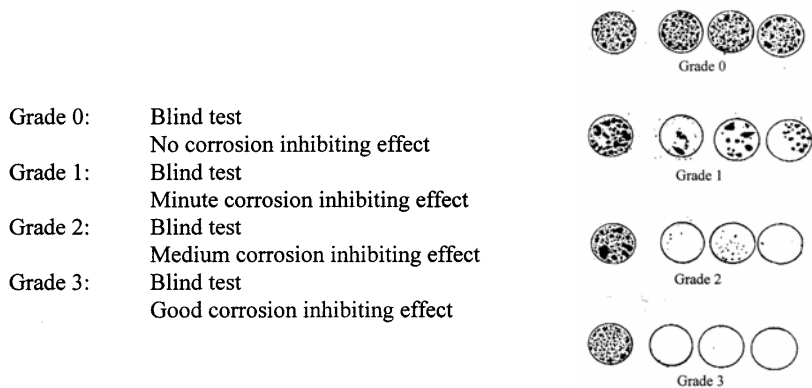 Grade 0: Blind test
No corrosion inhibiting effect
Grade 1: Blind test
Minute corrosion inhibiting effect
Grade 2: Blind test
Medium corrosion inhibiting effect
Grade 3: Blind test
Good corrosion inhibiting effect
Grade 0
Grade 1
Grade 2
Grade 3